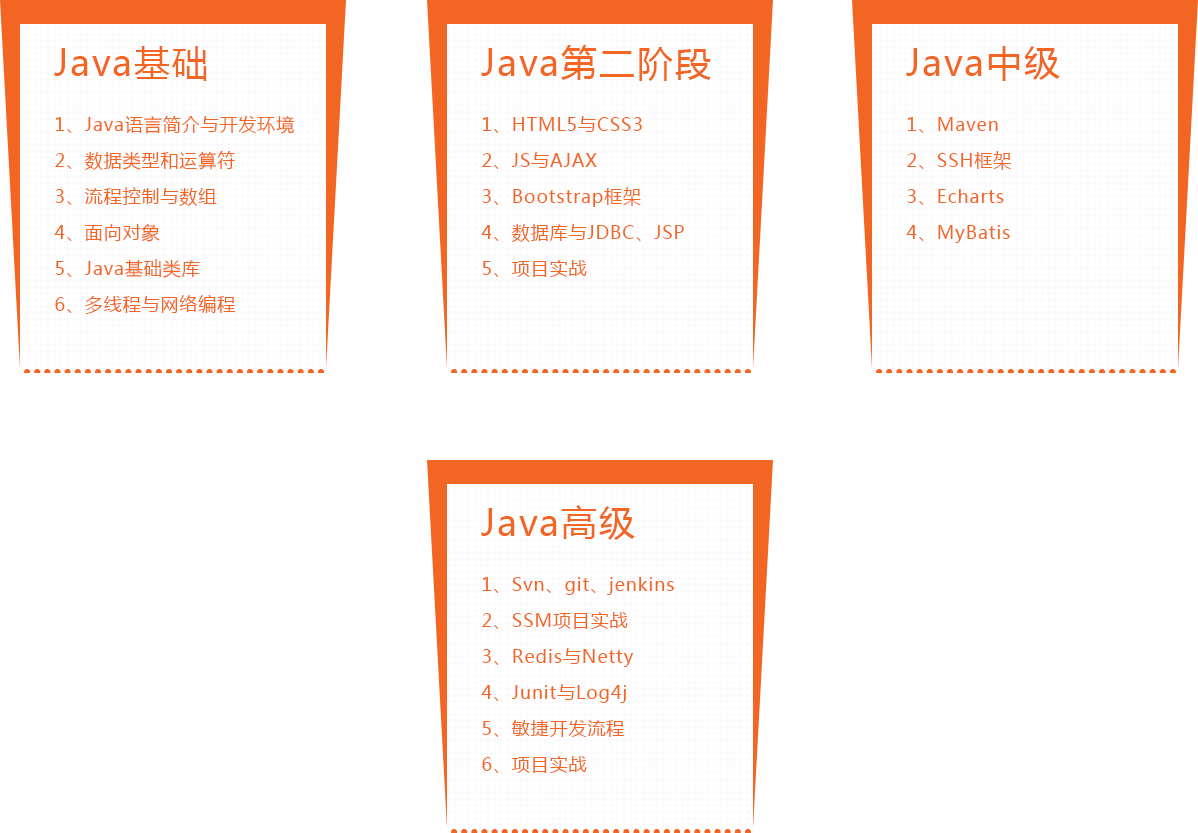 Java基础
1、Java语言简介与开发环境
2、数据类型和运算符
3、流程控制与数组
4、面向对象
5、Java基础类库
6、多线程与网络编程
Java第二阶段
1、HTML5与CSS3
2、JS与AJAX
3、Bootstrap框架
4、数据库与JDBC、JSP
5、项目实战
Java中级
1、Maven
2、SSH框架
3、Echarts
4、MyBatis
Java高级
1、Svn、git、jenkins
2、SSM项目实战
3、Redis与Netty
4、Junit与Log4j
5、敏捷开发流程
6、项目实战